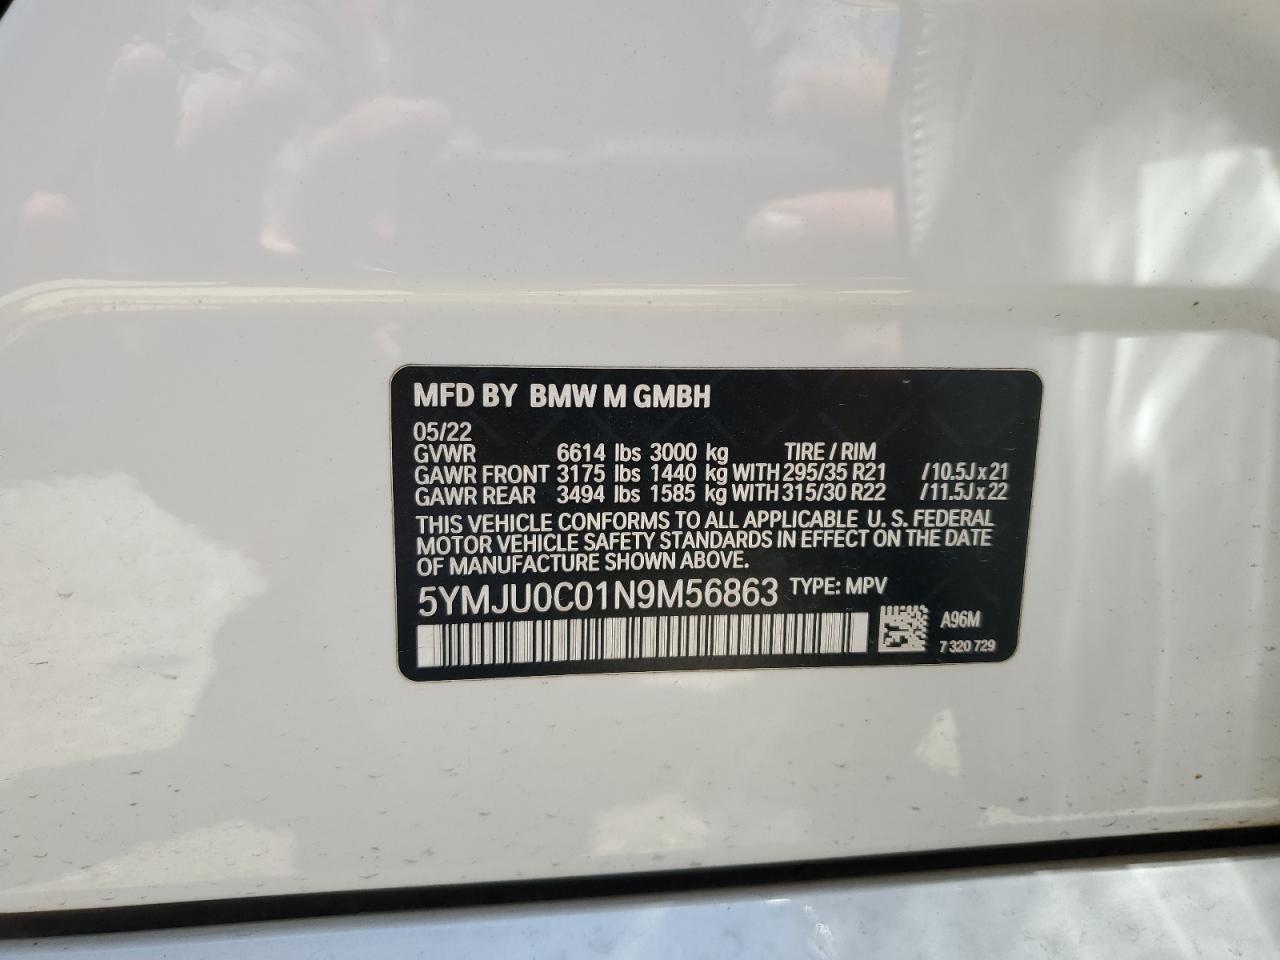 MFD BY BMW M GMBH
05/22
GVWR 6614 lbs 3000 kg TIRE / RIM
GAWR FRONT 3175 lbs 1440 kg WITH 295/35 R21 /10.5J x 21
GAWR REAR 3494 lbs 1585 kg WITH 315/30 R22 /11.5J x 22
THIS VEHICLE CONFORMS TO ALL APPLICABLE U. S. FEDERAL
MOTOR VEHICLE SAFETY STANDARDS IN EFFECT ON THE DATE
OF MANUFACTURE SHOWN ABOVE.
5YMJU0C01N9M56863 TYPE: MPV
A96M
7 320 729